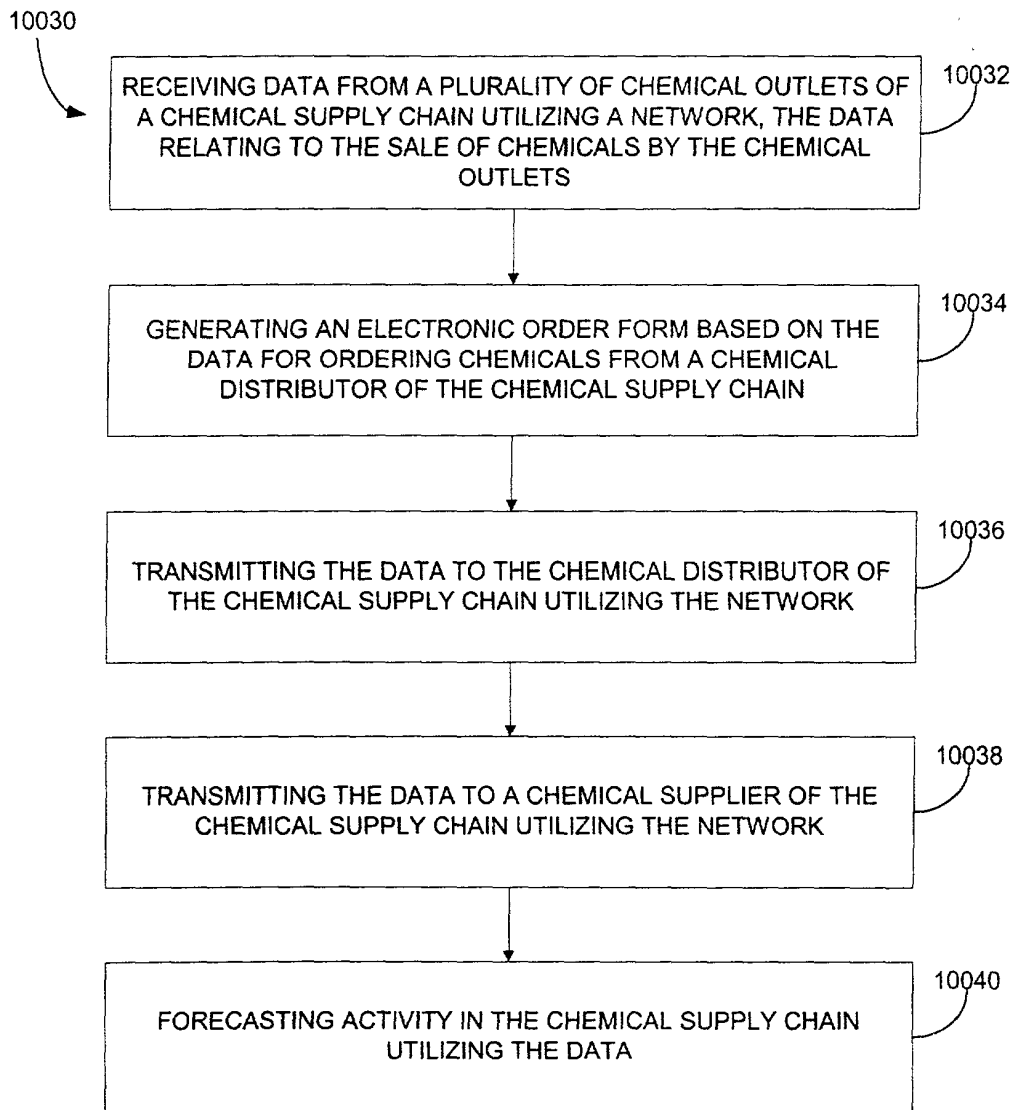 10030
RECEIVING DATA FROM A PLURALITY OF CHEMICAL OUTLETS OF
A CHEMICAL SUPPLY CHAIN UTILIZING A NETWORK, THE DATA
RELATING TO THE SALE OF CHEMICALS BY THE CHEMICAL
OUTLETS
10032
GENERATING AN ELECTRONIC ORDER FORM BASED ON THE
DATA FOR ORDERING CHEMICALS FROM A CHEMICAL
DISTRIBUTOR OF THE CHEMICAL SUPPLY CHAIN
10034
TRANSMITTING THE DATA TO THE CHEMICAL DISTRIBUTOR OF
THE CHEMICAL SUPPLY CHAIN UTILIZING THE NETWORK
10036
TRANSMITTING THE DATA TO A CHEMICAL SUPPLIER OF THE
CHEMICAL SUPPLY CHAIN UTILIZING THE NETWORK
10038
FORECASTING ACTIVITY IN THE CHEMICAL SUPPLY CHAIN
UTILIZING THE DATA
10040